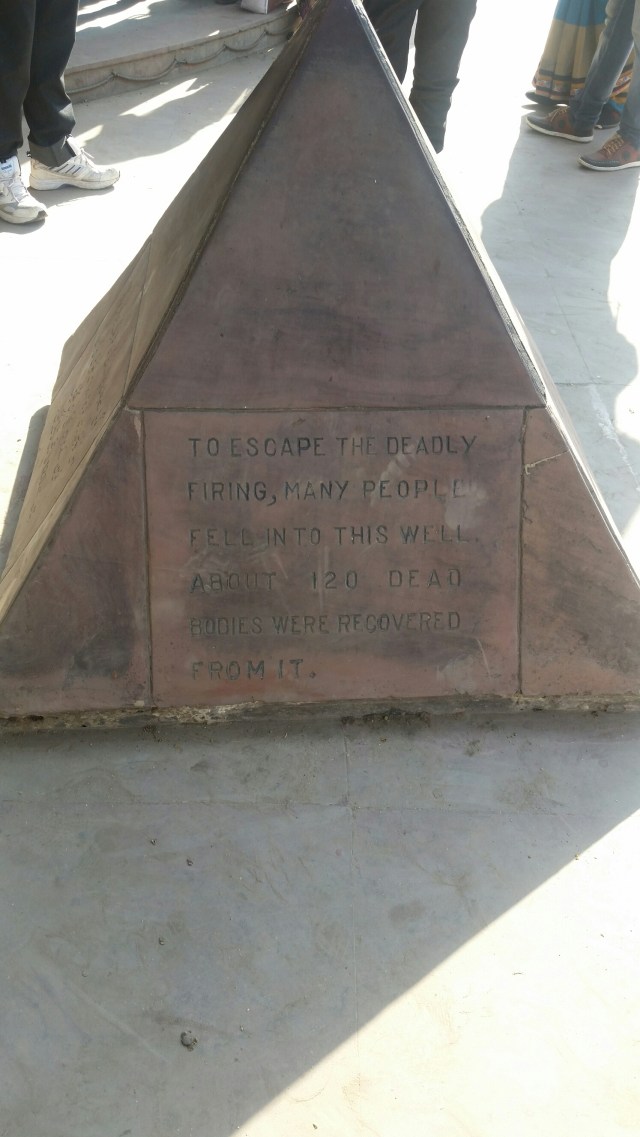 TO ESCAPE THE DEADLY
FIRING, MANY PEOPLE
FELL INTO THIS WELL.
ABOUT 120 DEAD
BODIES WERE RECOVERED
FROM IT.